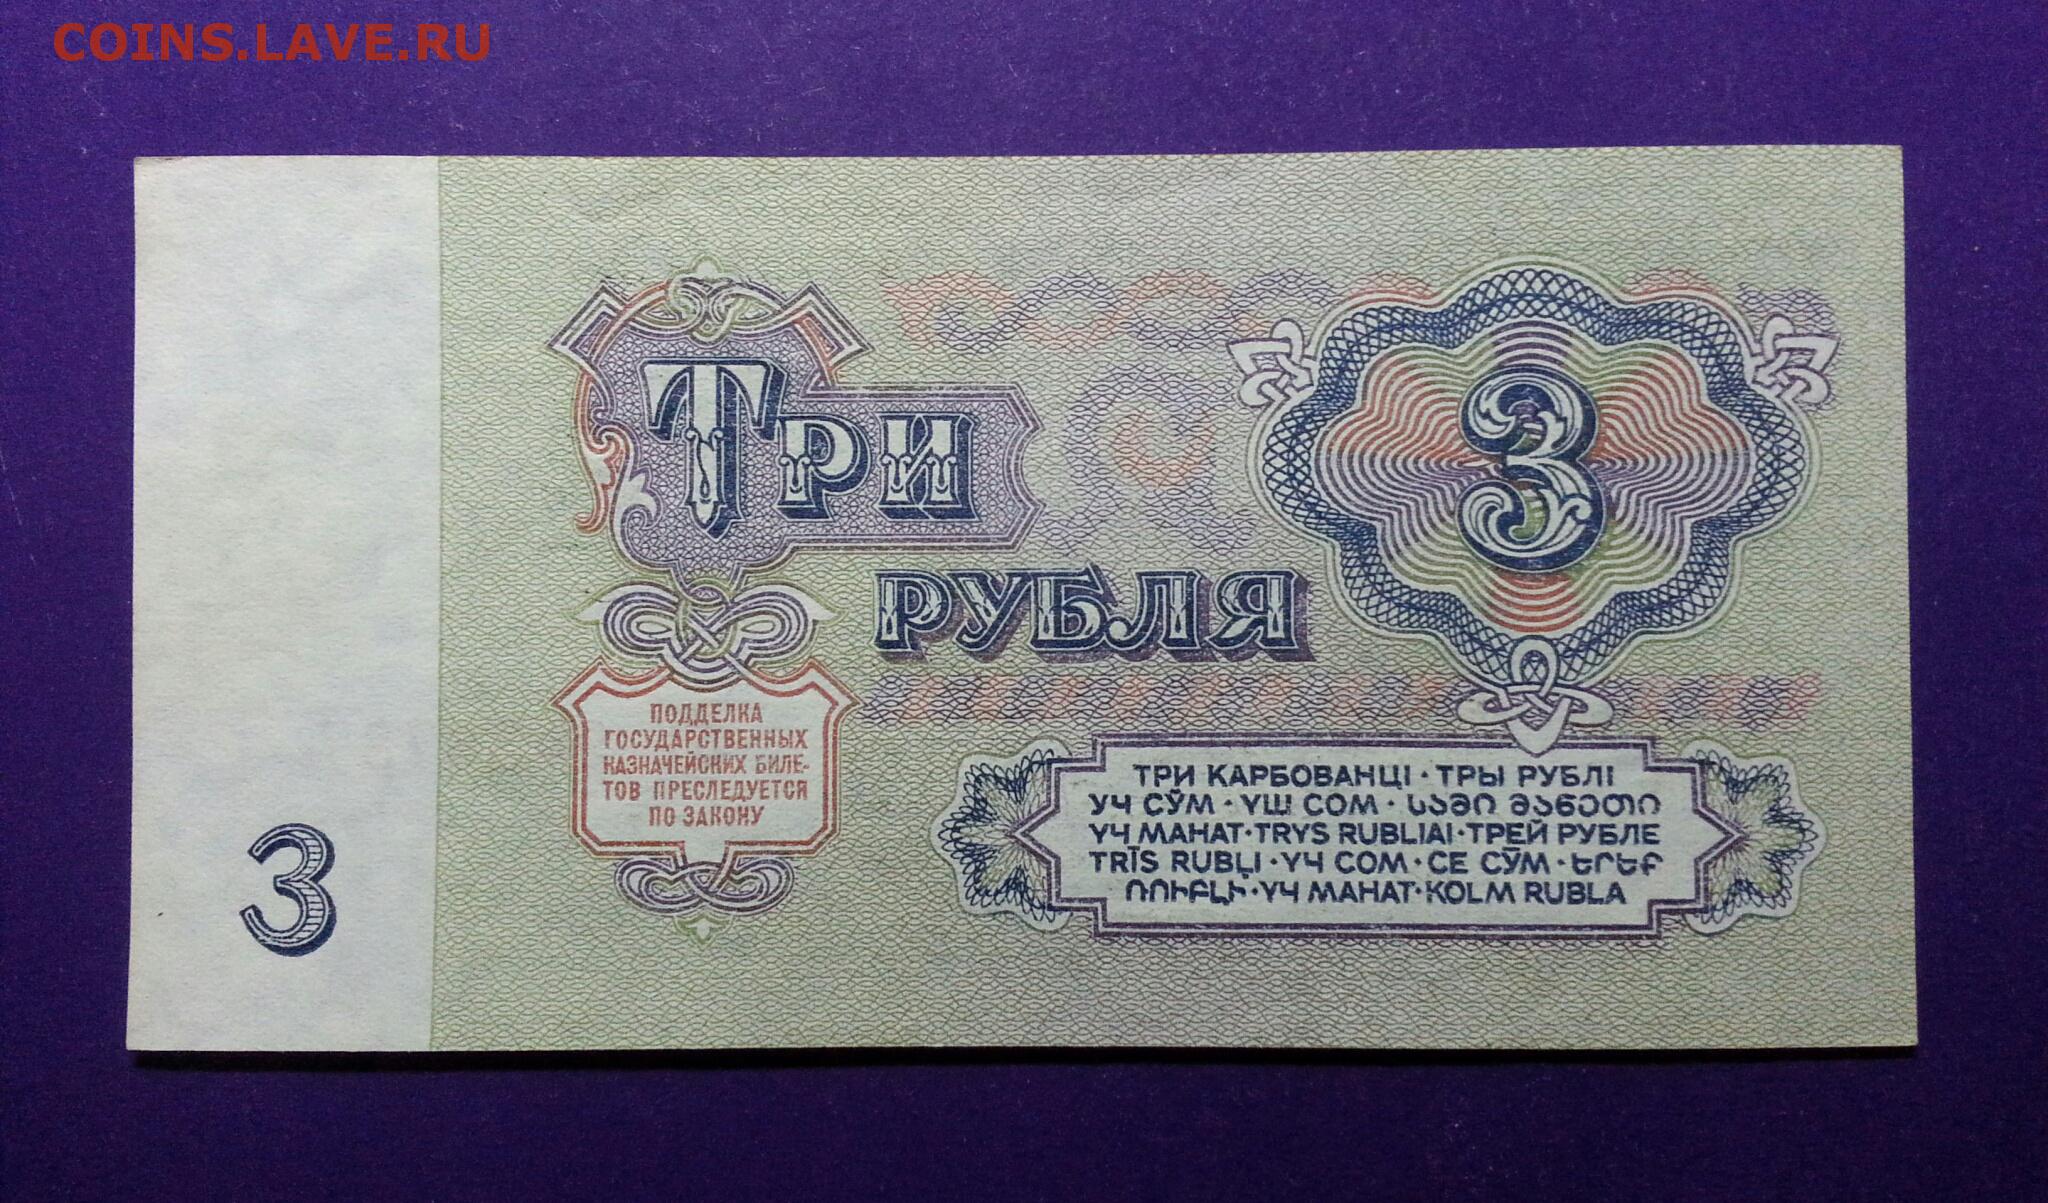 COINS.LAVE.RU
ТРИ
РУБЛЯ
3
ПОДДЕЛКА
ГОСУДАРСТВЕННЫХ
КАЗНАЧЕЙСКИХ БИЛЕ-
ТОВ ПРЕСЛЕДУЕТСЯ
ПО ЗАКОНУ
3
ТРИ КАРБОВАНЦІ · ТРЫ РУБЛІ
УЧ СЎМ · ҮШ СОМ · ᲡᲐᲛᲘ ᲛᲐᲜᲔᲗᲘ
ҮЧ МАНАТ · TRYS RUBLIAI · ТРЕЙ РУБЛЕ
TRĪS RUBĻI · ҮЧ СОМ · СЕ СӮМ · ԵՐԵՔ
ՌՈՒԲԼԻ · ҮЧ МАНАТ · KOLM RUBLA